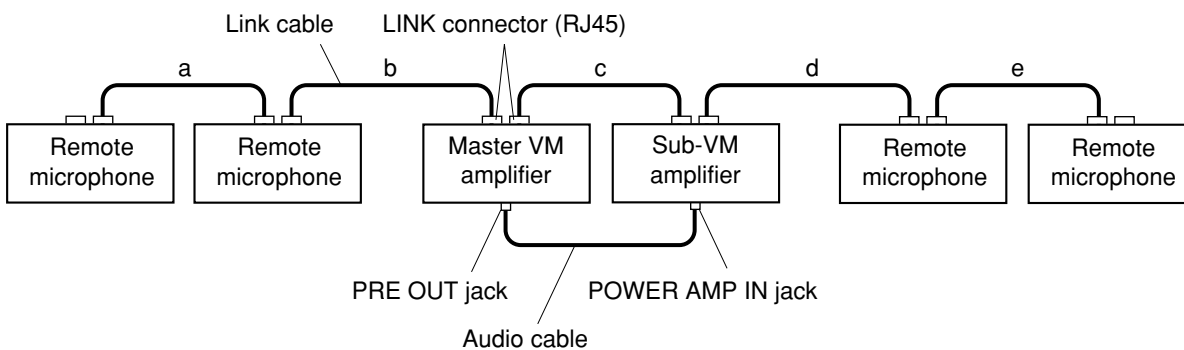 Link cable
LINK connector (RJ45)
a
b
c
d
e
Remote
microphone
Remote
microphone
Master VM
amplifier
Sub-VM
amplifier
Remote
microphone
Remote
microphone
PRE OUT jack
POWER AMP IN jack
Audio cable